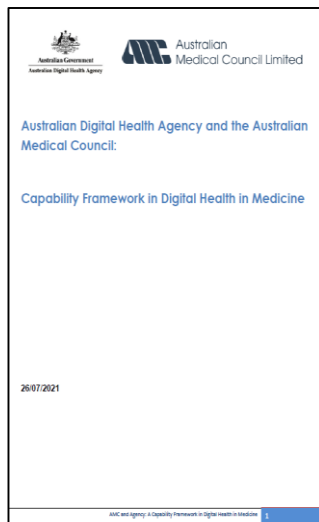 Australian Government
Australian Digital Health Agency
AMC
Australian
Medical Council Limited
Australian Digital Health Agency and the Australian
Medical Council:
Capability Framework in Digital Health in Medicine
26/07/2021
AMC and Agency: A Capability Framework in Digital Health in Medicine 1